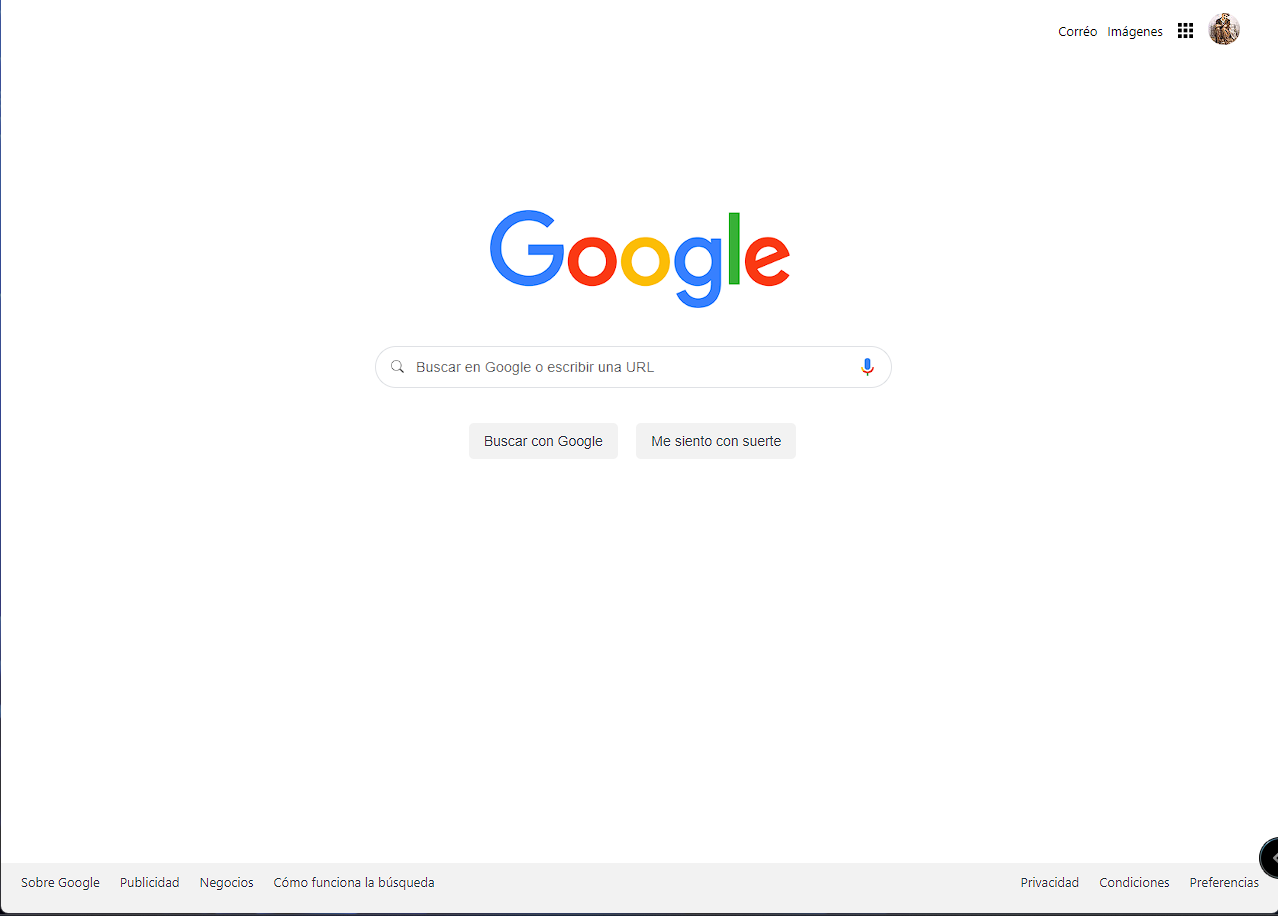 Corréo Imágenes
Google
Buscar en Google o escribir una URL
Buscar con Google Me siento con suerte
Sobre Google Publicidad Negocios Cómo funciona la búsqueda Privacidad Condiciones Preferencias